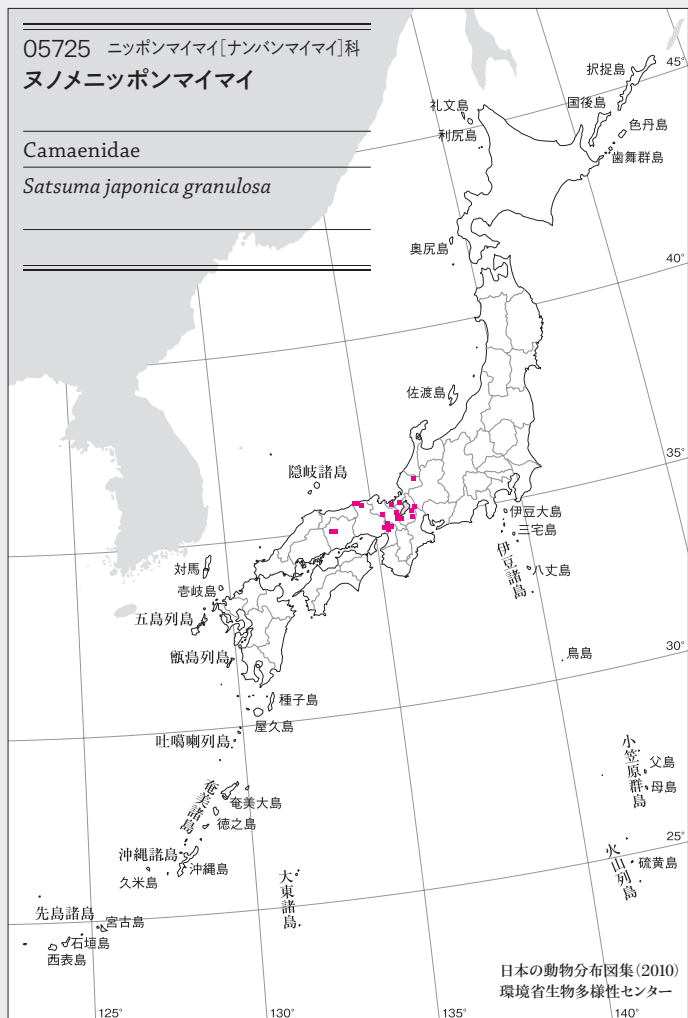 05725 ニッポンマイマイ[ナンバンマイマイ]科
ヌノメニッポンマイマイ
Camaenidae
Satsuma japonica granulosa
択捉島
45°
礼文島
国後島
利尻島
色丹島
歯舞群島
奥尻島
40°
佐渡島
35°
隠岐諸島
伊豆大島
三宅島
伊豆諸島
八丈島
対馬
壱岐島
五島列島
甑島列島
鳥島
30°
種子島
屋久島
吐噶喇列島
小笠原群島
父島
母島
奄美諸島
奄美大島
徳之島
25°
沖縄諸島
沖縄島
久米島
大東諸島
火山列島
硫黄島
先島諸島
宮古島
石垣島
西表島
日本の動物分布図集(2010)
環境省生物多様性センター
125°
130°
135°
140°